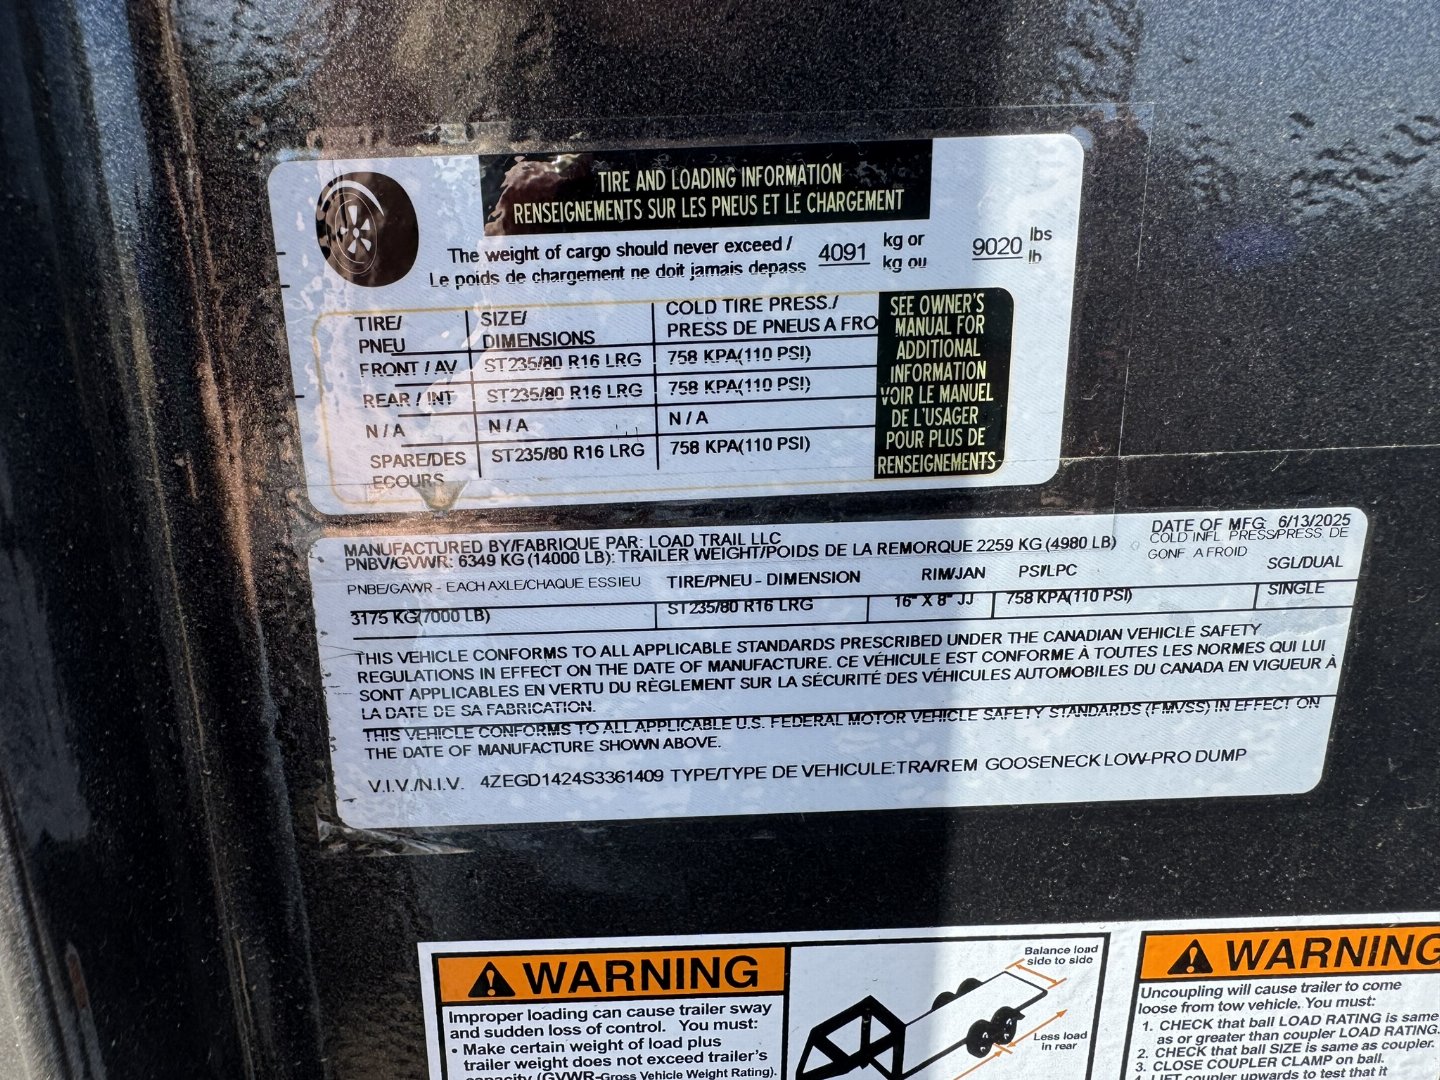 TIRE AND LOADING INFORMATION
RENSEIGNEMENTS SUR LES PNEUS ET LE CHARGEMENT
The weight of cargo should never exceed / 4091 kg or 9020 lbs
Le poids de chargement ne doit jamais depass kg ou lb
TIRE/ SIZE/ COLD TIRE PRESS./
PNEU DIMENSIONS PRESS DE PNEUS A FRO
FRONT / AV ST235/80 R16 LRG 758 KPA(110 PSI)
REAR / INT ST235/80 R16 LRG 758 KPA(110 PSI)
N / A N / A N / A
SPARE/DES ST235/80 R16 LRG 758 KPA(110 PSI)
ECOURS
SEE OWNER'S
MANUAL FOR
ADDITIONAL
INFORMATION
VOIR LE MANUEL
DE L'USAGER
POUR PLUS DE
RENSEIGNEMENTS
MANUFACTURED BY/FABRIQUE PAR: LOAD TRAIL LLC DATE OF MFG 6/13/2025
PNBV/GVWR: 6349 KG (14000 LB): TRAILER WEIGHT/POIDS DE LA REMORQUE 2259 KG (4980 LB) COLD INFL PRESS/PRESS. DE
GONF. A FROID
PNBE/GAWR - EACH AXLE/CHAQUE ESSIEU TIRE/PNEU - DIMENSION RIM/JAN PSI/LPC SGL/DUAL
3175 KG(7000 LB) ST235/80 R16 LRG 16" X 8" JJ 758 KPA(110 PSI) SINGLE
THIS VEHICLE CONFORMS TO ALL APPLICABLE STANDARDS PRESCRIBED UNDER THE CANADIAN VEHICLE SAFETY
REGULATIONS IN EFFECT ON THE DATE OF MANUFACTURE. CE VÉHICULE EST CONFORME À TOUTES LES NORMES QUI LUI
SONT APPLICABLES EN VERTU DU RÈGLEMENT SUR LA SÉCURITÉ DES VÉHICULES AUTOMOBILES DU CANADA EN VIGUEUR À
LA DATE DE SA FABRICATION.
THIS VEHICLE CONFORMS TO ALL APPLICABLE U.S. FEDERAL MOTOR VEHICLE SAFETY STANDARDS (FMVSS) IN EFFECT ON
THE DATE OF MANUFACTURE SHOWN ABOVE.
V.I.V./N.I.V. 4ZEGD1424S3361409 TYPE/TYPE DE VEHICULE:TRA/REM GOOSENECK LOW-PRO DUMP
WARNING
Improper loading can cause trailer sway
and sudden loss of control. You must:
• Make certain weight of load plus
trailer weight does not exceed trailer's
capacity (GVWR-Gross Vehicle Weight Rating).
Balance load
side to side
Less load
in rear
WARNING
Uncoupling will cause trailer to come
loose from tow vehicle. You must:
1. CHECK that ball LOAD RATING is same
as or greater than coupler LOAD RATING.
2. CHECK that ball SIZE is same as coupler.
3. CLOSE COUPLER CLAMP on ball.
4. LIFT coupler upwards to test that it